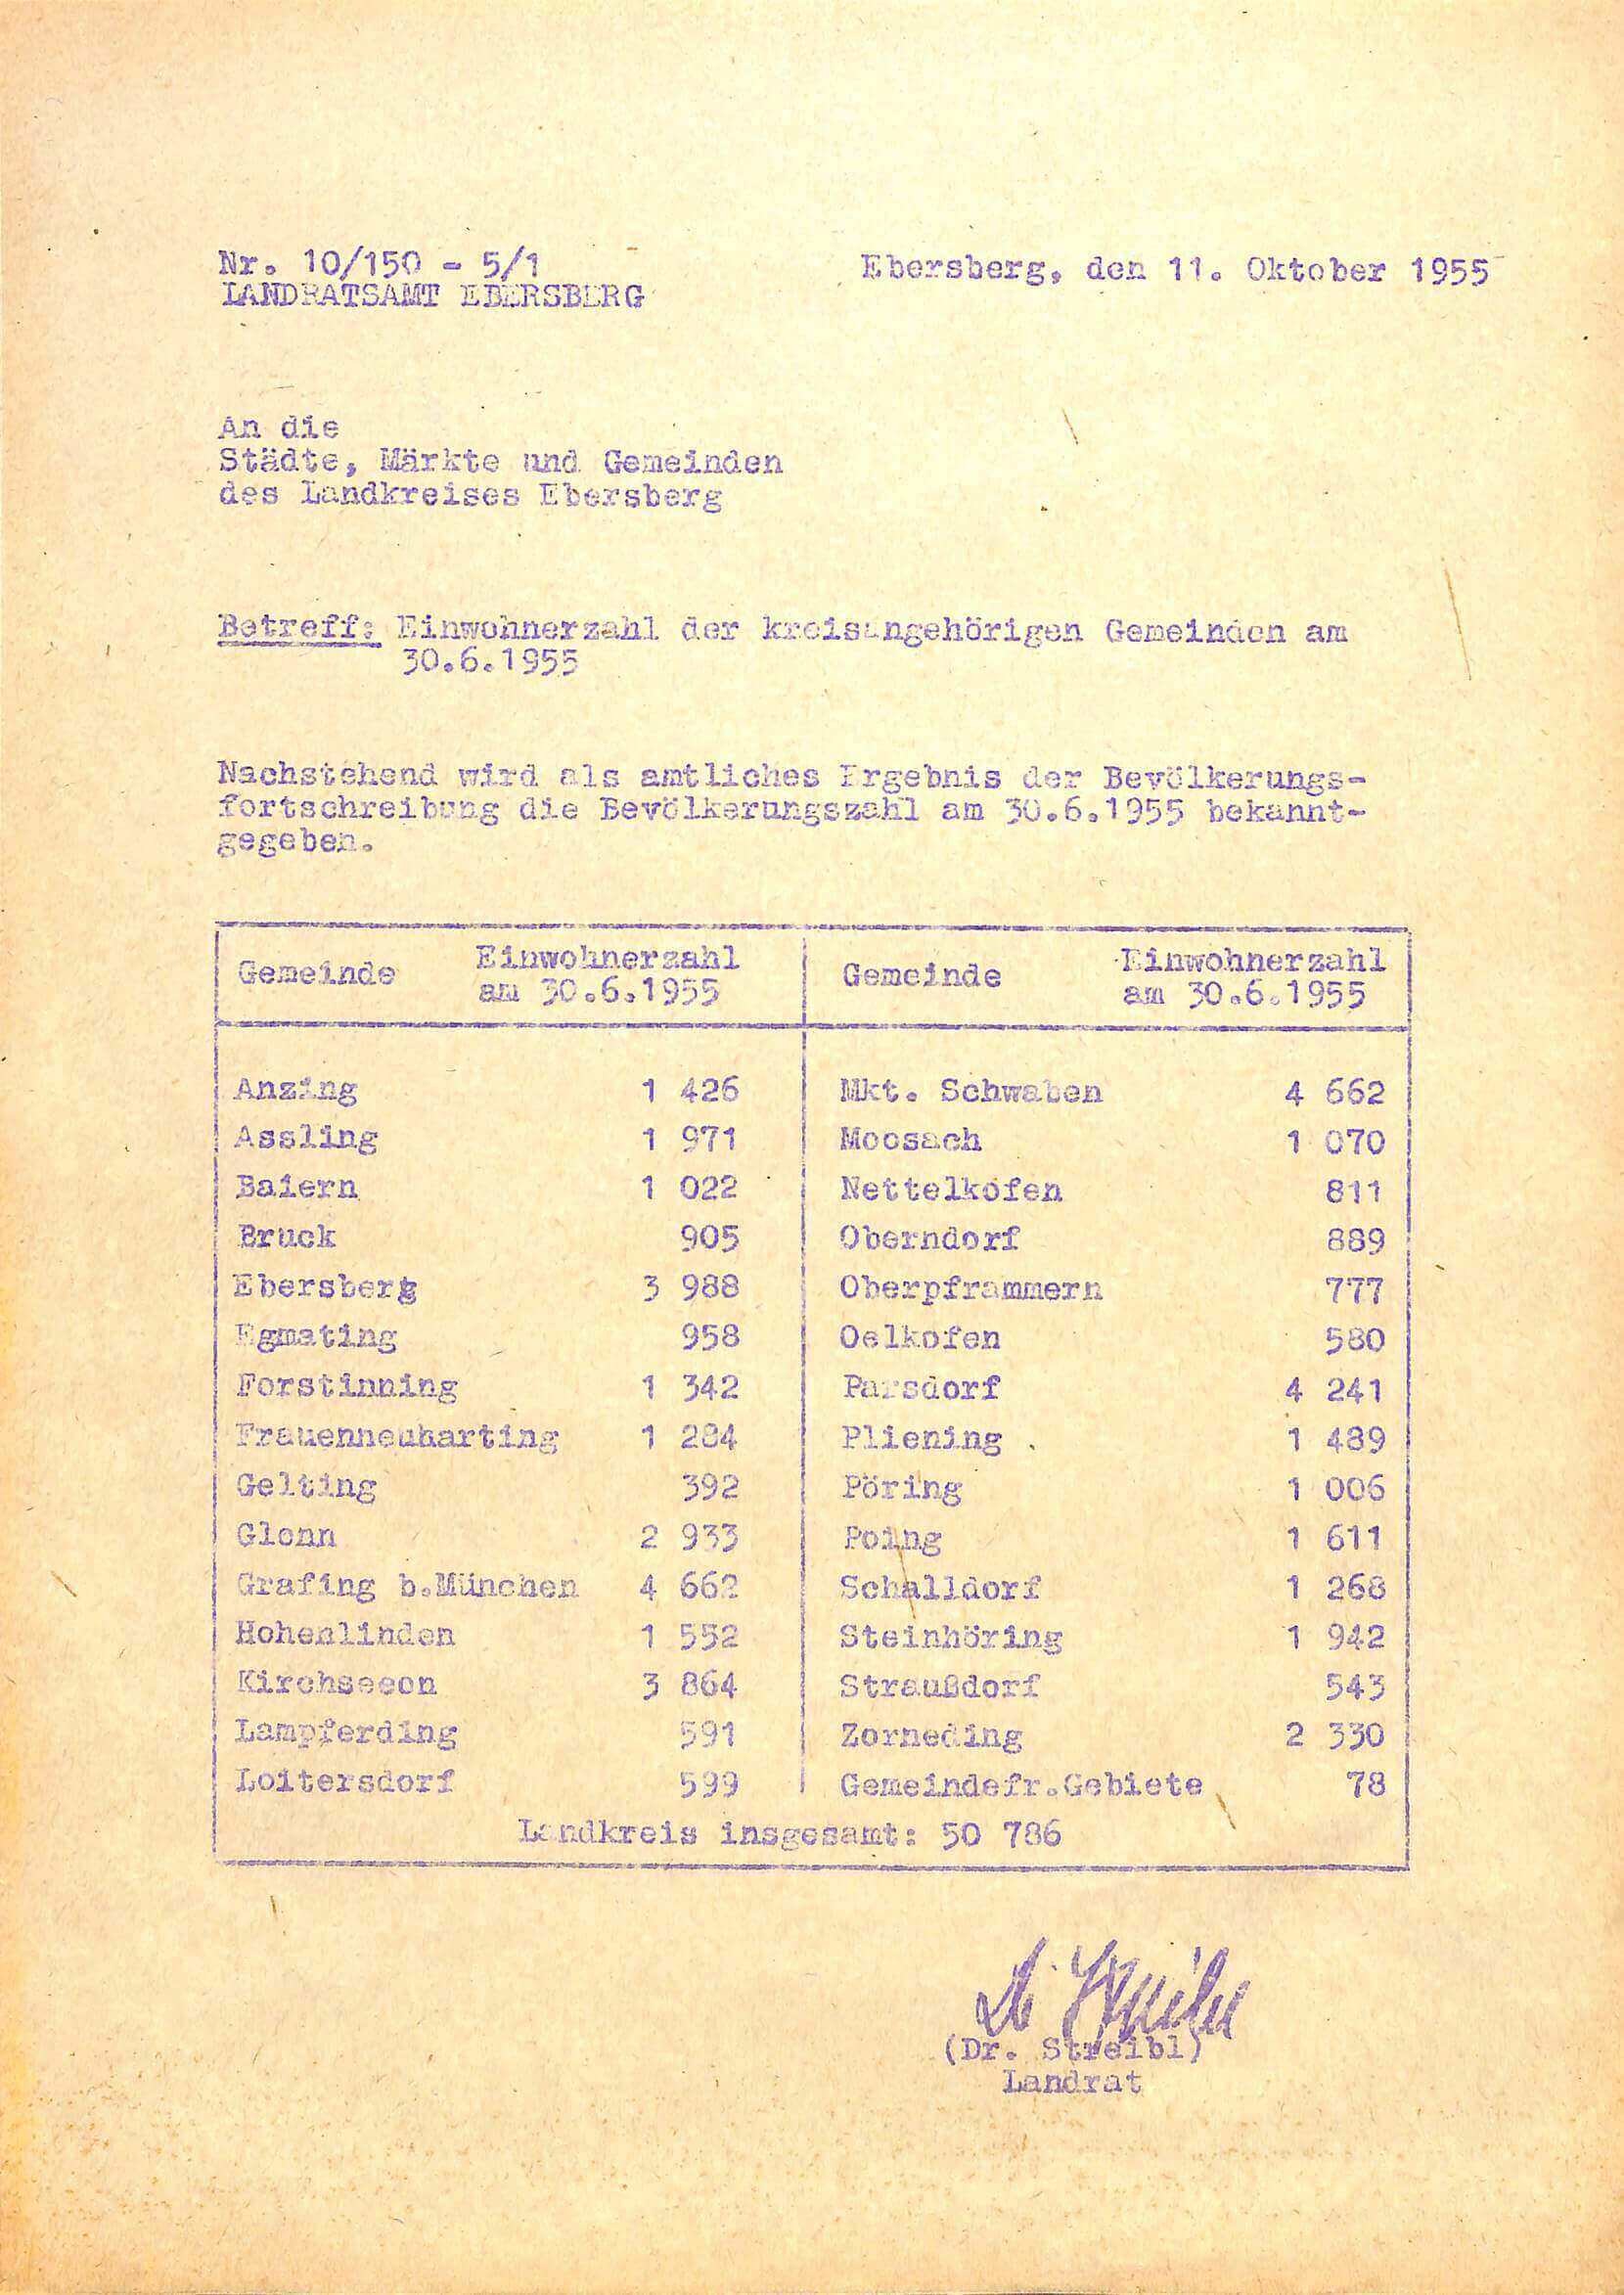 Nr. 10/150 - 5/1
LANDRATSAMT EBERSBERG
Ebersberg, den 11. Oktober 1955
An die
Städte, Märkte und Gemeinden
des Landkreises Ebersberg
Betreff: Einwohnerzahl der kreisangehörigen Gemeinden am
30.6.1955
Nachstehend wird als amtliches Ergebnis der Bevölkerungs-
fortschreibung die Bevölkerungszahl am 30.6.1955 bekannt-
gegeben.
Gemeinde Einwohnerzahl am 30.6.1955 Gemeinde Einwohnerzahl am 30.6.1955
Anzing 1 426 Mkt. Schwaben 4 662
Assling 1 971 Moosach 1 070
Baiern 1 022 Nettelkofen 811
Bruck 905 Oberndorf 889
Ebersberg 3 988 Oberpframmern 777
Egmating 958 Oelkofen 580
Forstinning 1 342 Parsdorf 4 241
Frauenneuharting 1 284 Pliening 1 489
Gelting 392 Pöring 1 006
Glonn 2 933 Poing 1 611
Grafing b.München 4 662 Schalldorf 1 268
Hohenlinden 1 552 Steinhöring 1 942
Kirchseeon 3 864 Straußdorf 543
Lampferding 591 Zorneding 2 330
Loitersdorf 599 Gemeindefr.Gebiete 78
Landkreis insgesamt: 50 786
(Dr. Streibl)
Landrat